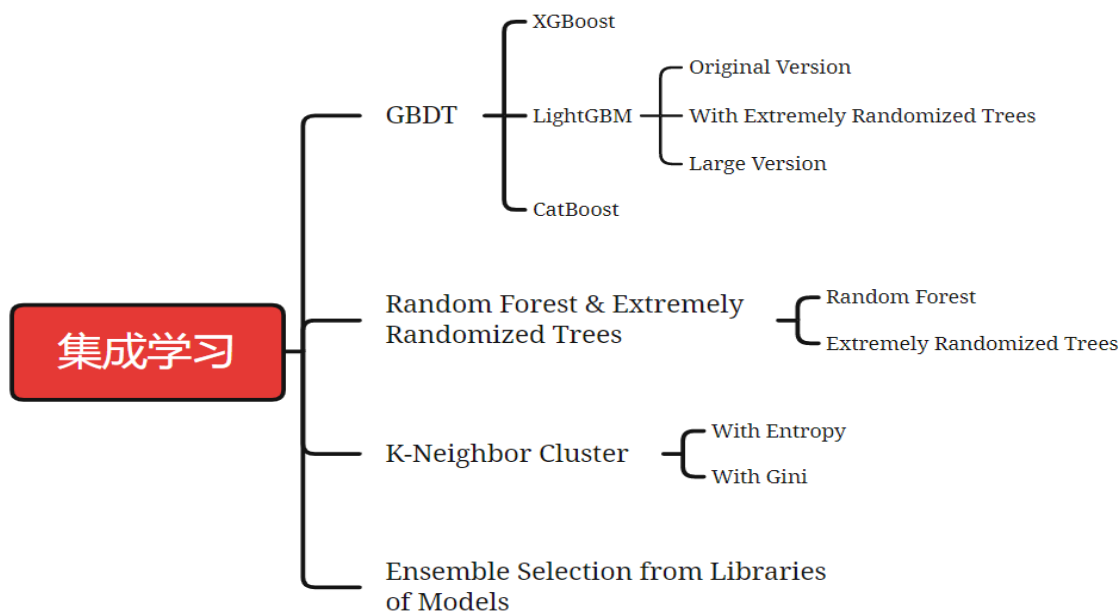 集成学习
GBDT
XGBoost
LightGBM
Original Version
With Extremely Randomized Trees
Large Version
CatBoost
Random Forest & Extremely
Randomized Trees
Random Forest
Extremely Randomized Trees
K-Neighbor Cluster
With Entropy
With Gini
Ensemble Selection from Libraries
of Models